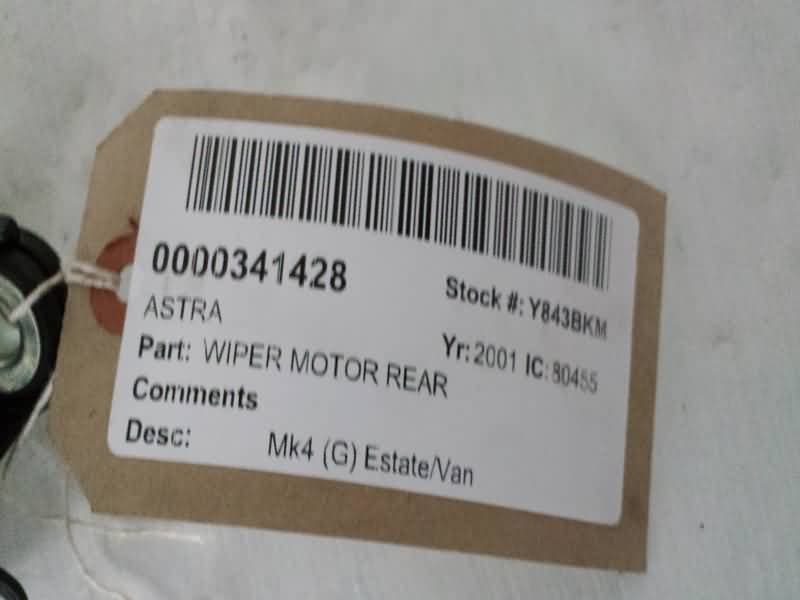 0000341428 Stock #: Y843BKM
ASTRA Yr: 2001 IC: 80455
Part: WIPER MOTOR REAR
Comments
Desc: Mk4 (G) Estate/Van